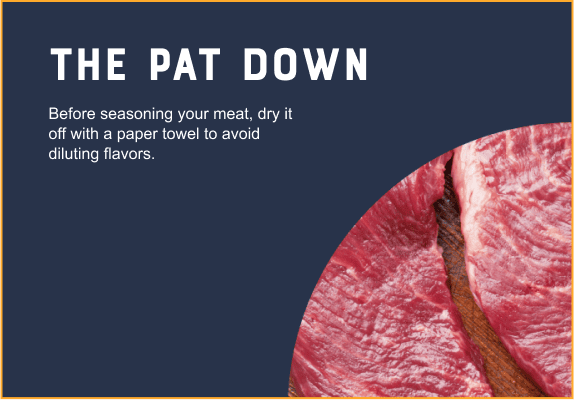 THE PAT DOWN
Before seasoning your meat, dry it
off with a paper towel to avoid
diluting flavors.